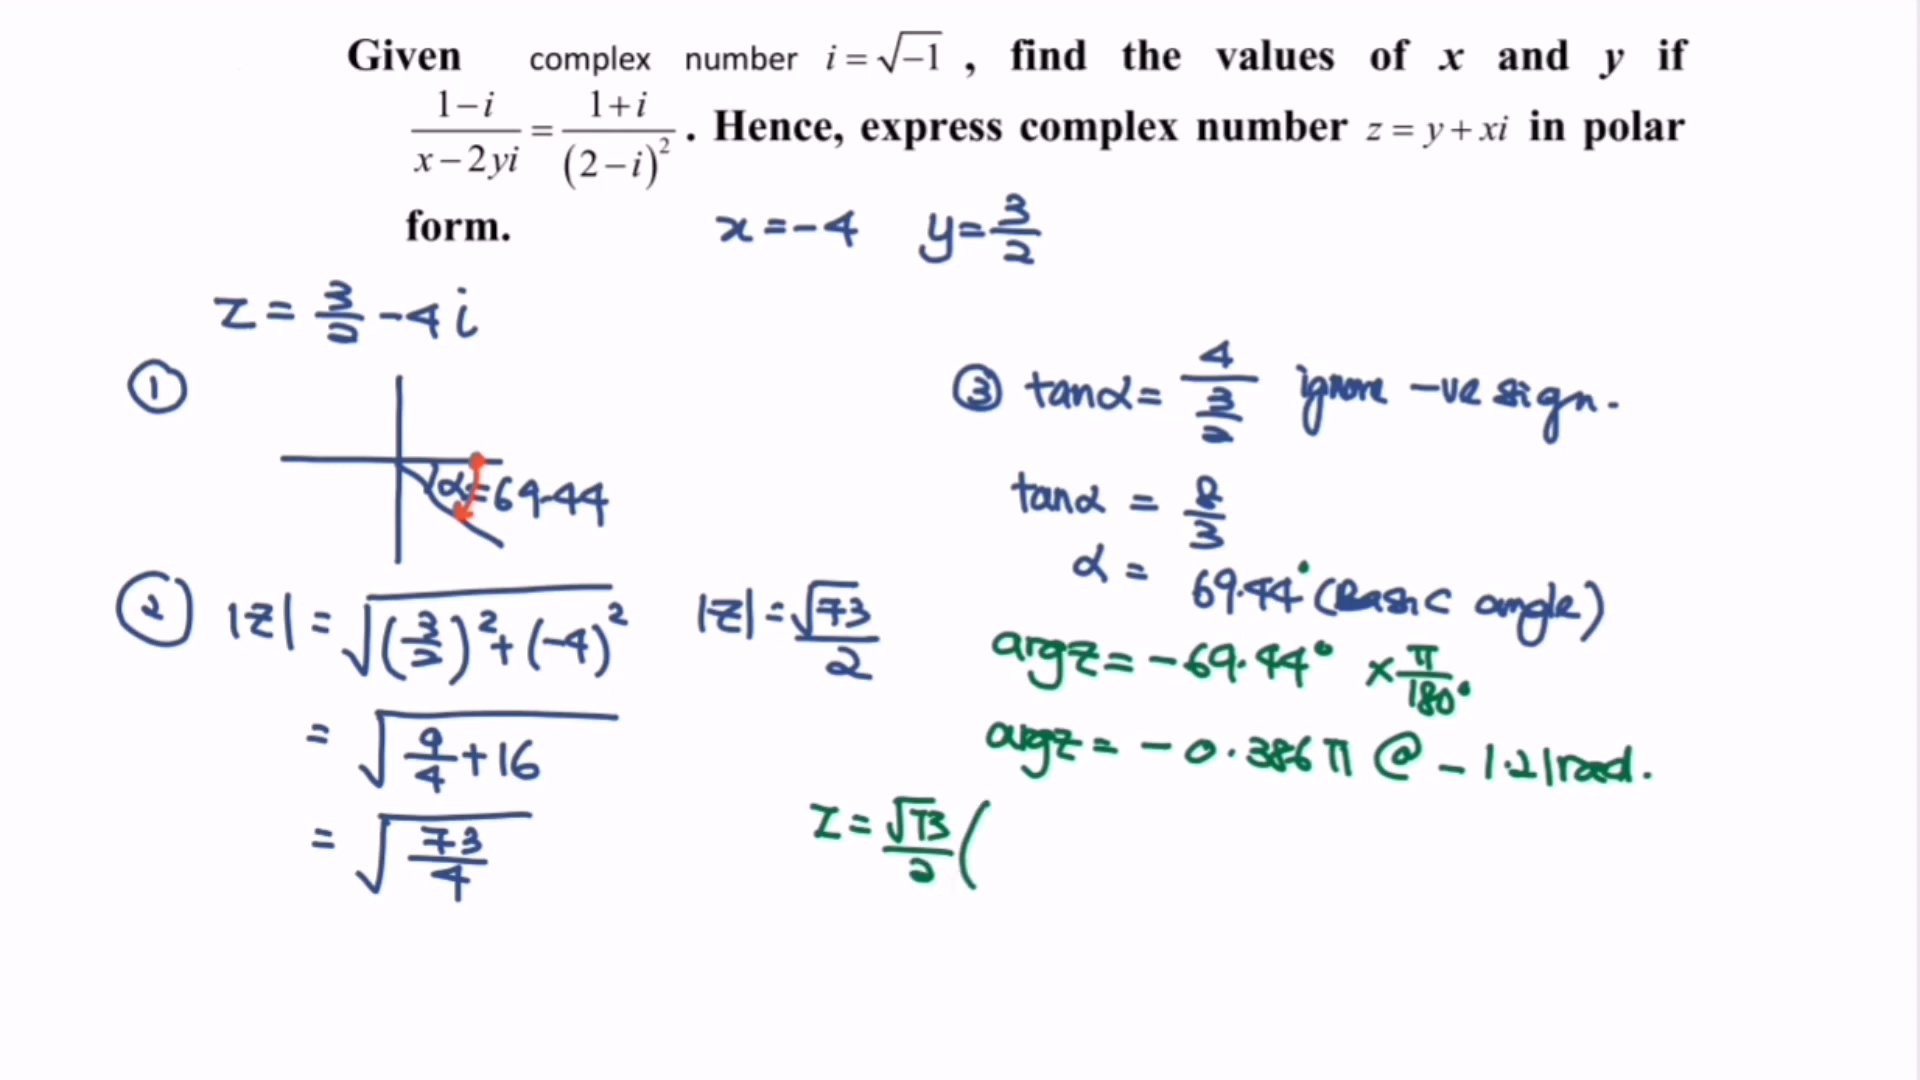 Given complex number i = √−1 , find the values of x and y if
(1−i)/(x−2yi) = (1+i)/(2−i)² . Hence, express complex number z = y + xi in polar
form.
x = −4 y = 3/2
z = 3/2 − 4i
①
α = 69.44
② |z| = √((3/2)² + (−4)²)
= √(9/4 + 16)
= √(73/4)
|z| = √73/2
③ tanα = 4/(3/2) ignore −ve sign.
tanα = 8/3
α = 69.44° (Basic angle)
arg z = −69.44° × π/180°
arg z = −0.386π @ −1.21rad.
z = √73/2 (